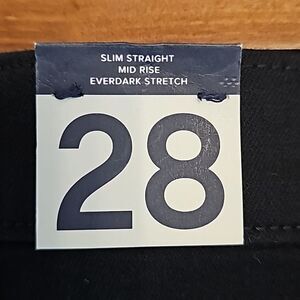 SLIM STRAIGHT
MID RISE
EVERDARK STRETCH
28